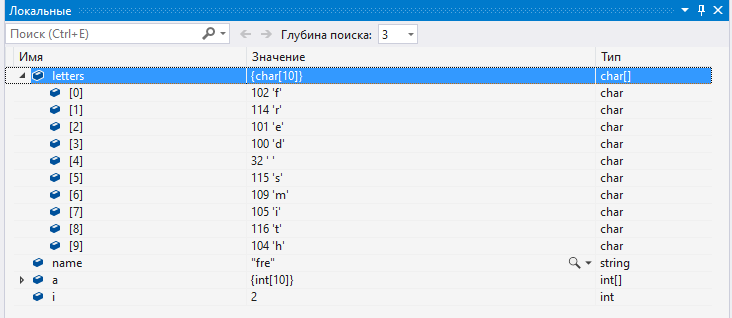 Локальные
Поиск (Ctrl+E) Глубина поиска: 3
Имя Значение Тип
letters {char[10]} char[]
[0] 102 'f' char
[1] 114 'r' char
[2] 101 'e' char
[3] 100 'd' char
[4] 32 ' ' char
[5] 115 's' char
[6] 109 'm' char
[7] 105 'i' char
[8] 116 't' char
[9] 104 'h' char
name "fre" string
a {int[10]} int[]
i 2 int